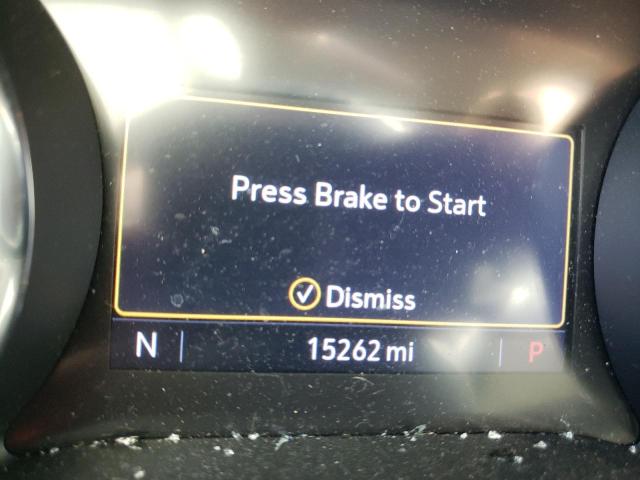 Press Brake to Start
Dismiss
N 15262 mi P